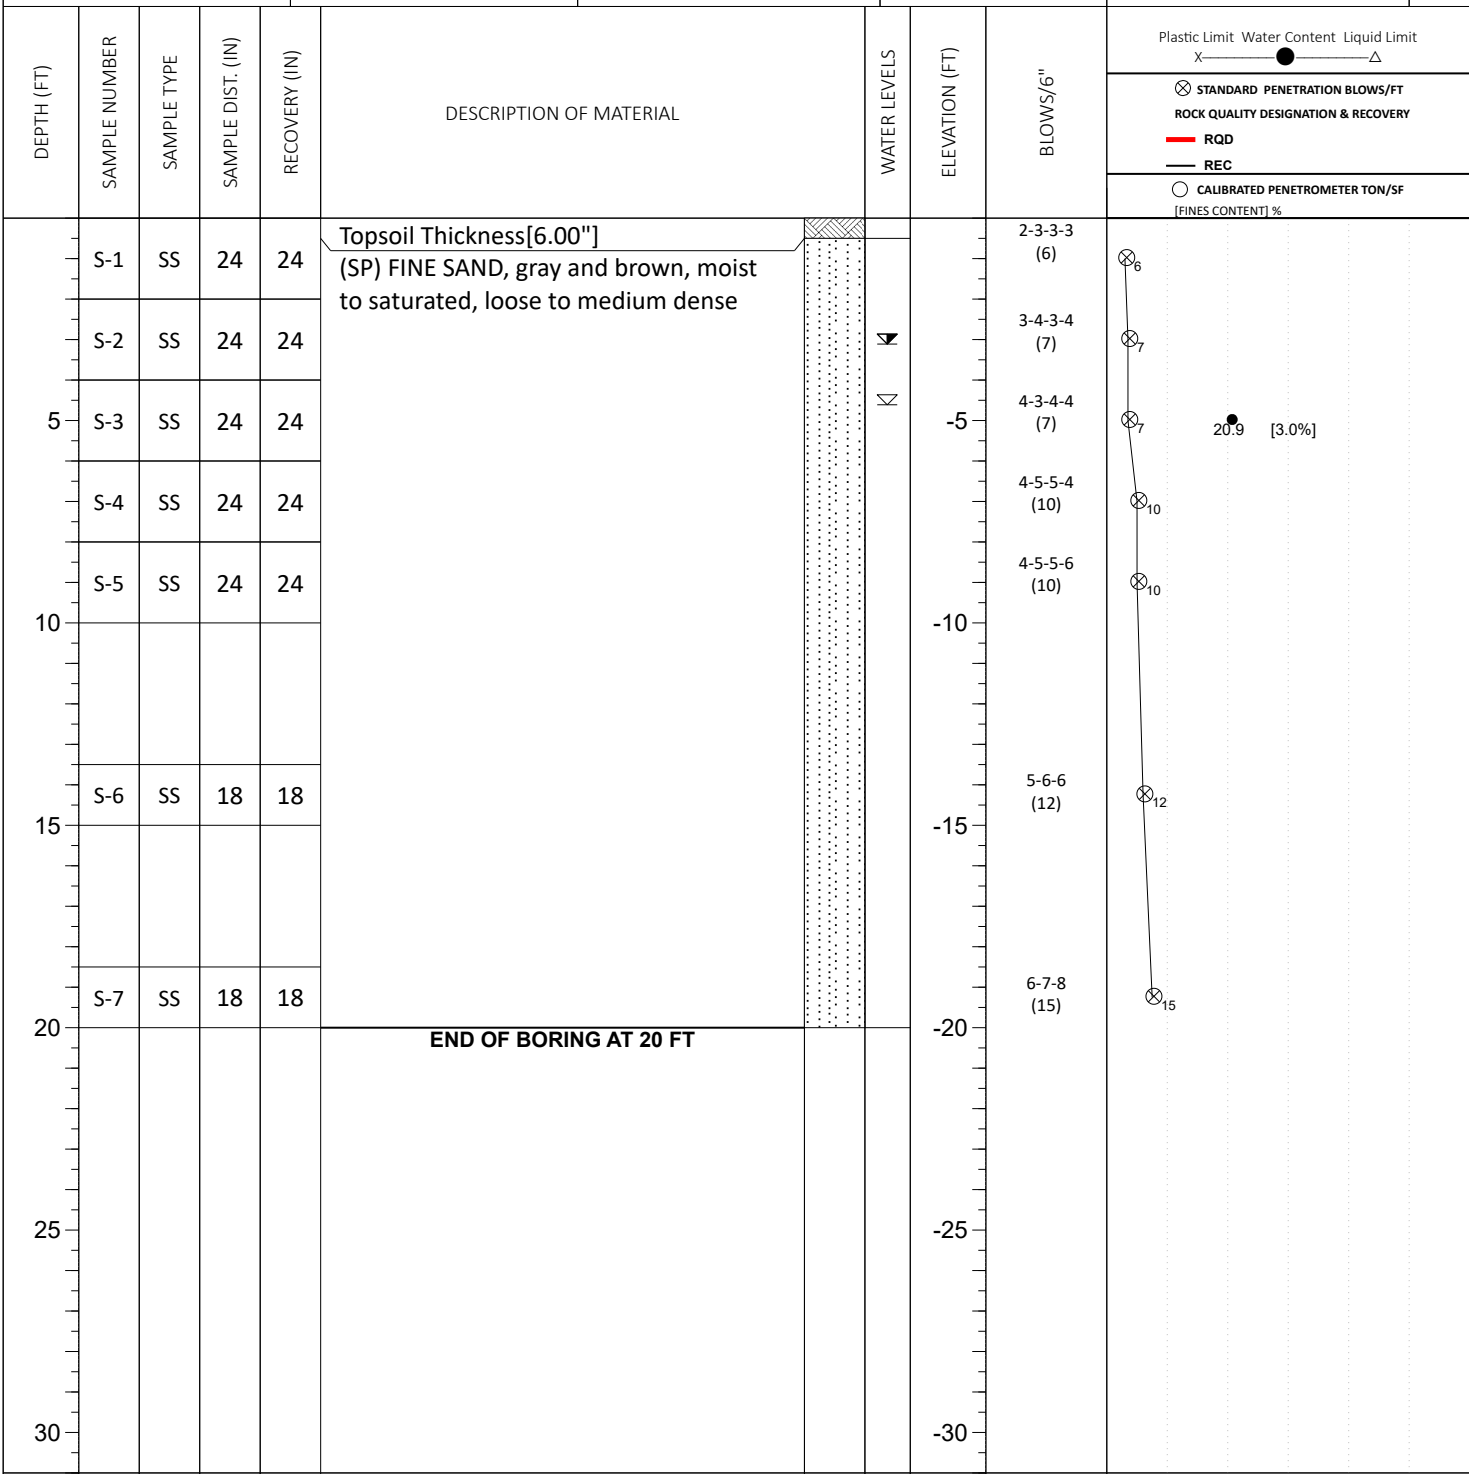 DEPTH (FT)
SAMPLE NUMBER
SAMPLE TYPE
SAMPLE DIST. (IN)
RECOVERY (IN)
DESCRIPTION OF MATERIAL
WATER LEVELS
ELEVATION (FT)
BLOWS/6"
Plastic Limit Water Content Liquid Limit
X
STANDARD PENETRATION BLOWS/FT
ROCK QUALITY DESIGNATION & RECOVERY
RQD
REC
CALIBRATED PENETROMETER TON/SF
[FINES CONTENT] %
Topsoil Thickness[6.00"]
(SP) FINE SAND, gray and brown, moist
to saturated, loose to medium dense
S-1 SS 24 24
2-3-3-3
(6)
6
S-2 SS 24 24
3-4-3-4
(7)
7
5 S-3 SS 24 24 -5
4-3-4-4
(7)
7 20.9 [3.0%]
S-4 SS 24 24
4-5-5-4
(10)
10
S-5 SS 24 24
4-5-5-6
(10)
10
10 -10
S-6 SS 18 18
5-6-6
(12)
12
15 -15
S-7 SS 18 18
6-7-8
(15)
15
20 -20
END OF BORING AT 20 FT
25 -25
30 -30